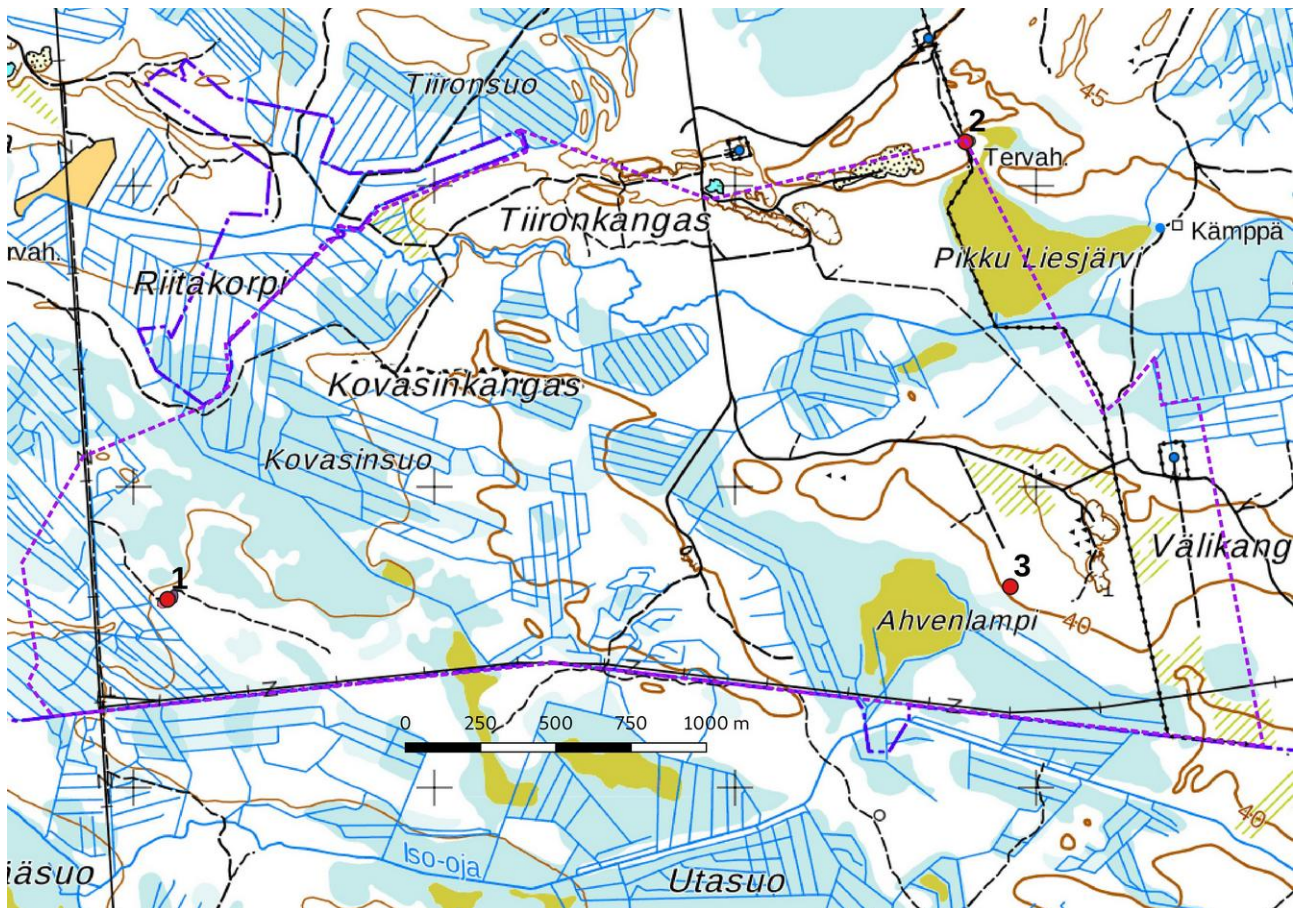 Tiironsuo
45
2
Tervah.
Tiironkangas
Kämppä
rvah.
Pikku Liesjärvi
Riitakorpi
Kovasinkangas
Kovasinsuo
Välikang
1
3
Ahvenlampi
40
Z
Z
0 250 500 750 1000 m
40
Iso-oja
iäsuo
Utasuo